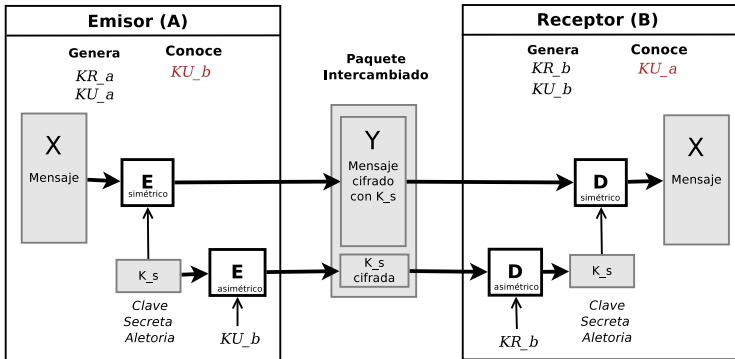 Emisor (A)
Genera
KR_a
KU_a
Conoce
KU_b
X
Mensaje
E
simétrico
K_s
Clave
Secreta
Aletoria
E
asimétrico
KU_b
Paquete
Intercambiado
Y
Mensaje
cifrado
con K_s
K_s
cifrada
Receptor (B)
Genera
KR_b
KU_b
Conoce
KU_a
D
simétrico
X
Mensaje
D
asimétrico
KR_b
K_s
Clave
Secreta
Aletoria